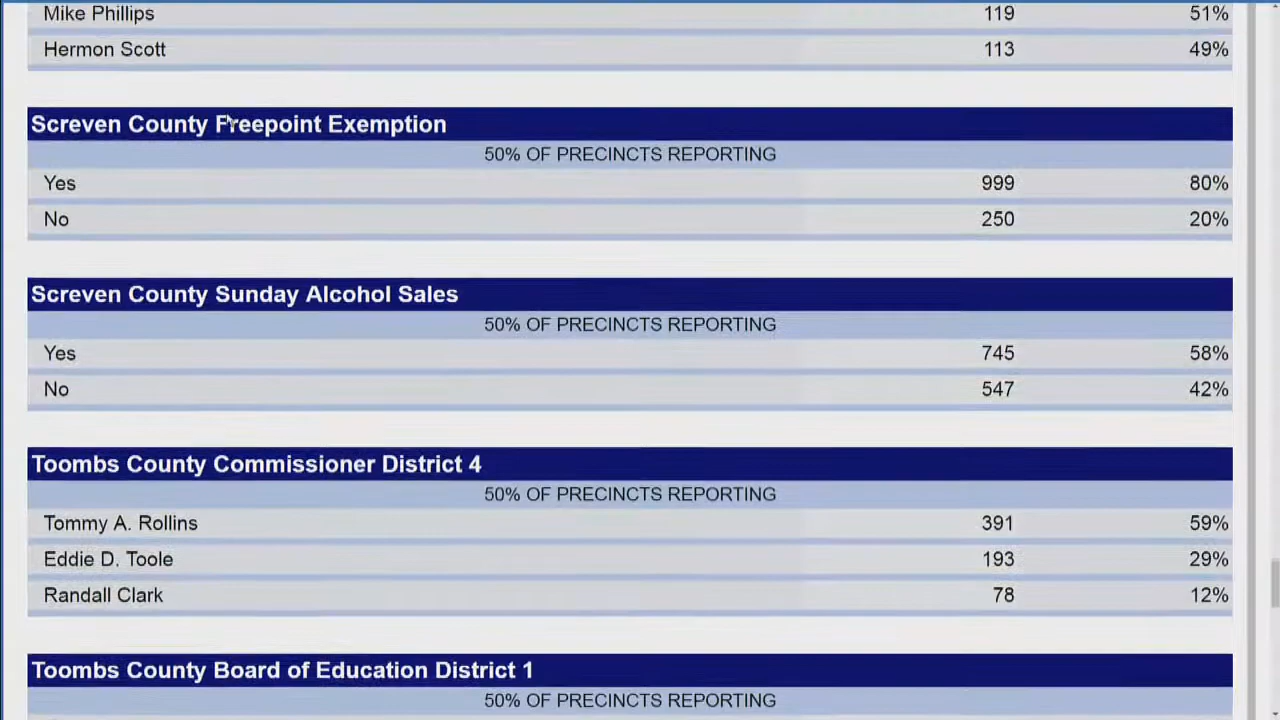 Mike Phillips 119 51%
Hermon Scott 113 49%
Screven County Freepoint Exemption
50% OF PRECINCTS REPORTING
Yes 999 80%
No 250 20%
Screven County Sunday Alcohol Sales
50% OF PRECINCTS REPORTING
Yes 745 58%
No 547 42%
Toombs County Commissioner District 4
50% OF PRECINCTS REPORTING
Tommy A. Rollins 391 59%
Eddie D. Toole 193 29%
Randall Clark 78 12%
Toombs County Board of Education District 1
50% OF PRECINCTS REPORTING